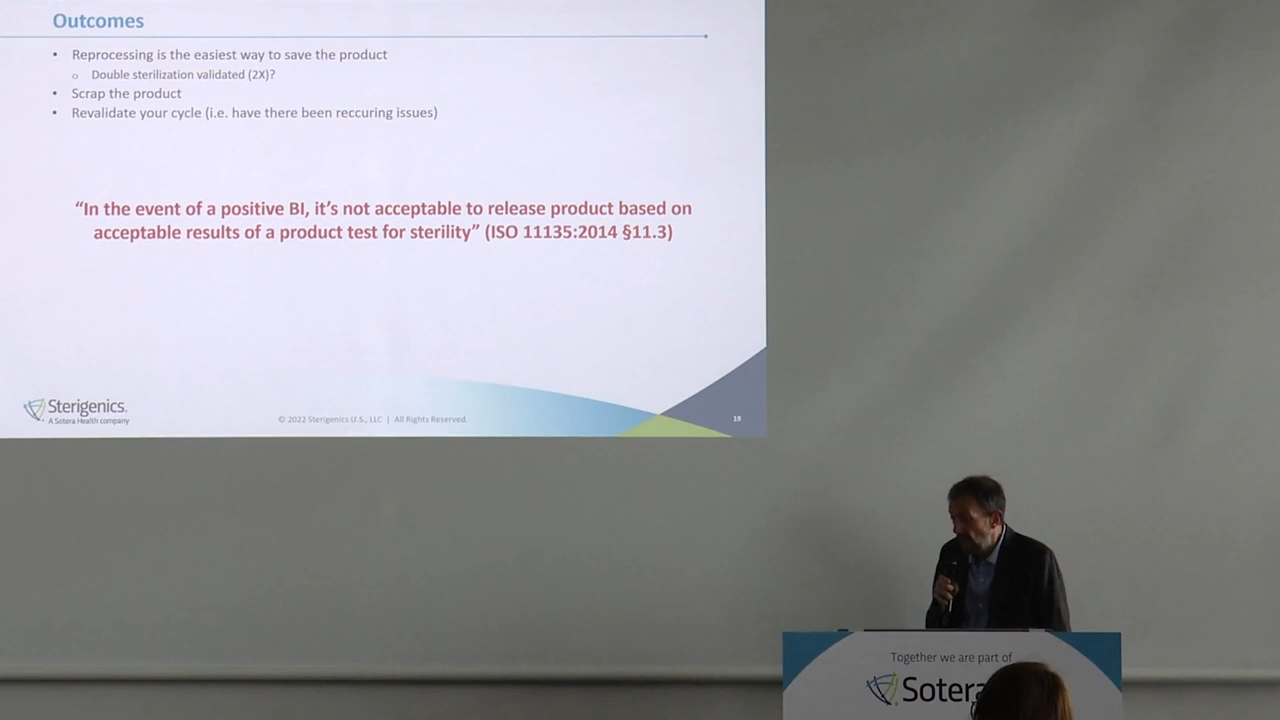 Outcomes
• Reprocessing is the easiest way to save the product
o Double sterilization validated (2X)?
• Scrap the product
• Revalidate your cycle (i.e. have there been reccuring issues)
“In the event of a positive BI, it’s not acceptable to release product based on
acceptable results of a product test for sterility” (ISO 11135:2014 §11.3)
Sterigenics.
A Sotera Health company
© 2022 Sterigenics U.S., LLC | All Rights Reserved.
19
Together we are part of
Sotera